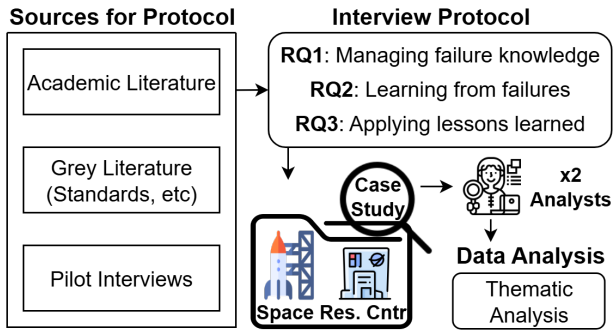 Sources for Protocol
Academic Literature
Grey Literature
(Standards, etc)
Pilot Interviews
Interview Protocol
RQ1: Managing failure knowledge
RQ2: Learning from failures
RQ3: Applying lessons learned
Case
Study
Space Res. Cntr
x2
Analysts
Data Analysis
Thematic
Analysis